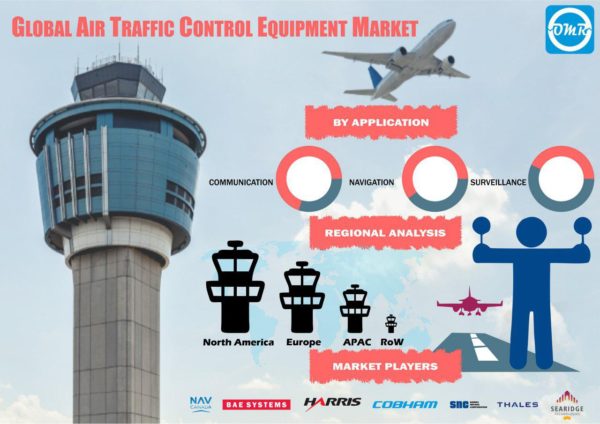 GLOBAL AIR TRAFFIC CONTROL EQUIPMENT MARKET
OMR
BY APPLICATION
COMMUNICATION
NAVIGATION
SURVEILLANCE
REGIONAL ANALYSIS
North America
Europe
APAC
RoW
MARKET PLAYERS
NAV CANADA
BAE SYSTEMS
HARRIS
COBHAM
snc
THALES
SEARIDGE